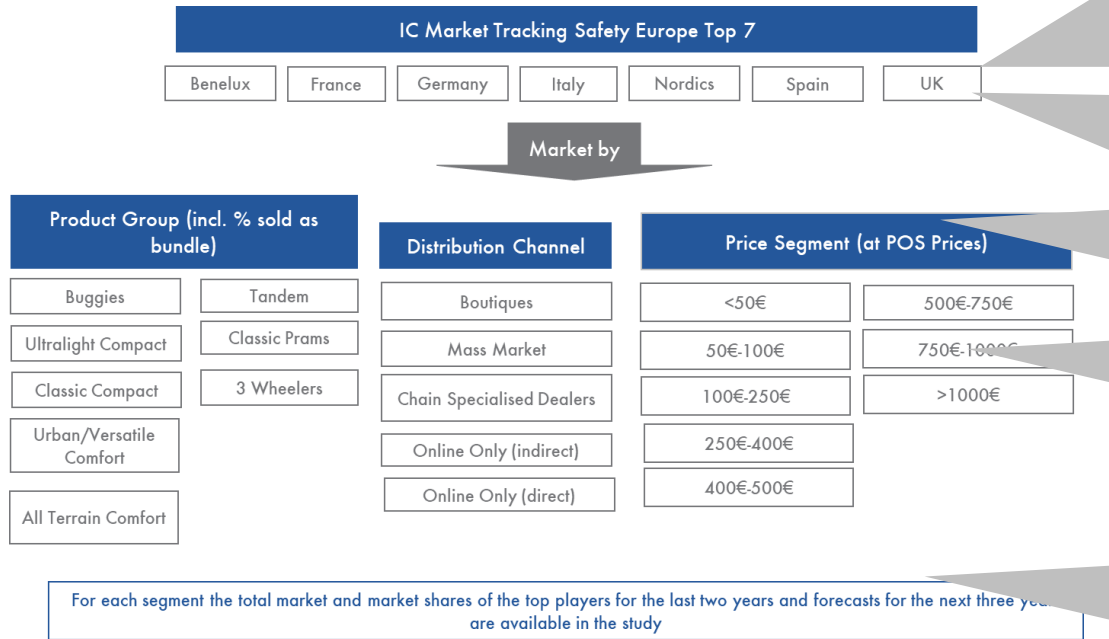 IC Market Tracking Safety Europe Top 7
Benelux
France
Germany
Italy
Nordics
Spain
UK
Market by
Product Group (incl. % sold as
bundle)
Buggies
Tandem
Ultralight Compact
Classic Prams
Classic Compact
3 Wheelers
Urban/Versatile
Comfort
All Terrain Comfort
Distribution Channel
Boutiques
Mass Market
Chain Specialised Dealers
Online Only (indirect)
Online Only (direct)
Price Segment (at POS Prices)
<50€
500€-750€
50€-100€
750€-1000€
100€-250€
>1000€
250€-400€
400€-500€
For each segment the total market and market shares of the top players for the last two years and forecasts for the next three
are available in the study